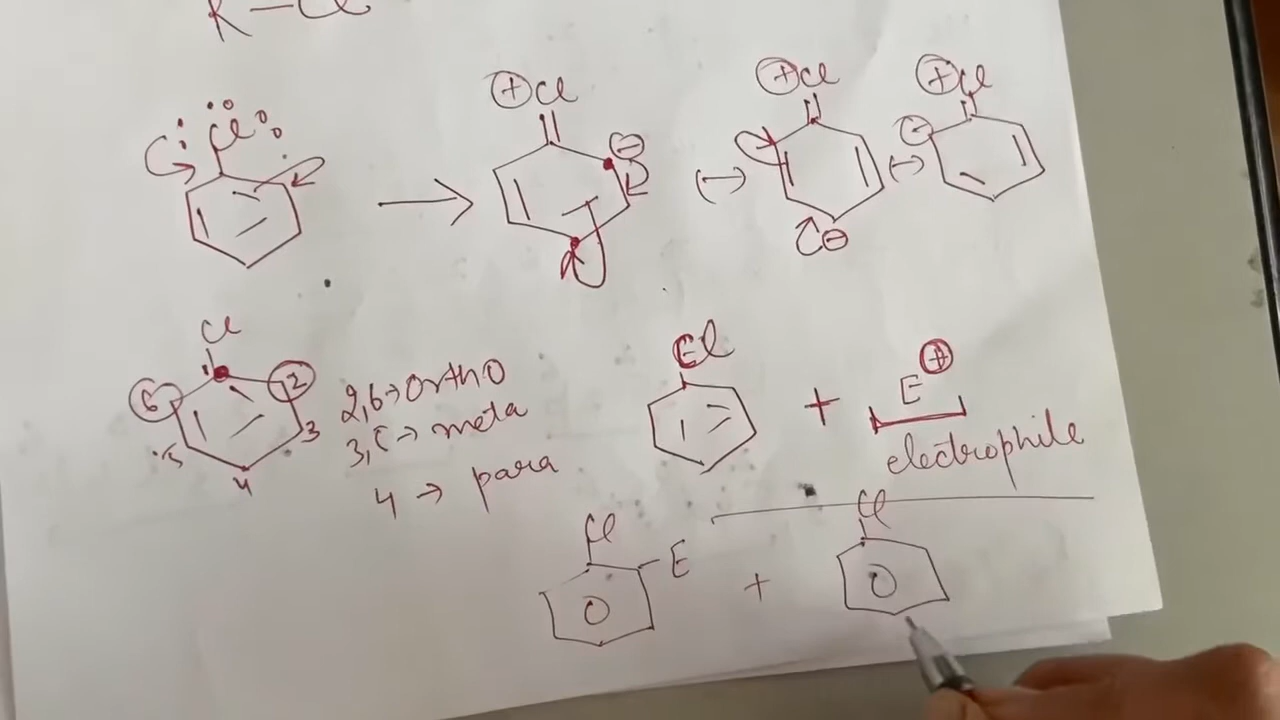 R-Cl
Cl
⊕Cl
⊖
⊕Cl
⊖
⊕Cl
⊖
Cl
1
6
2
5
3
4
2,6→Ortho
3,5→meta
4→para
Cl
+
E⊕
electrophile
Cl
E
+
Cl